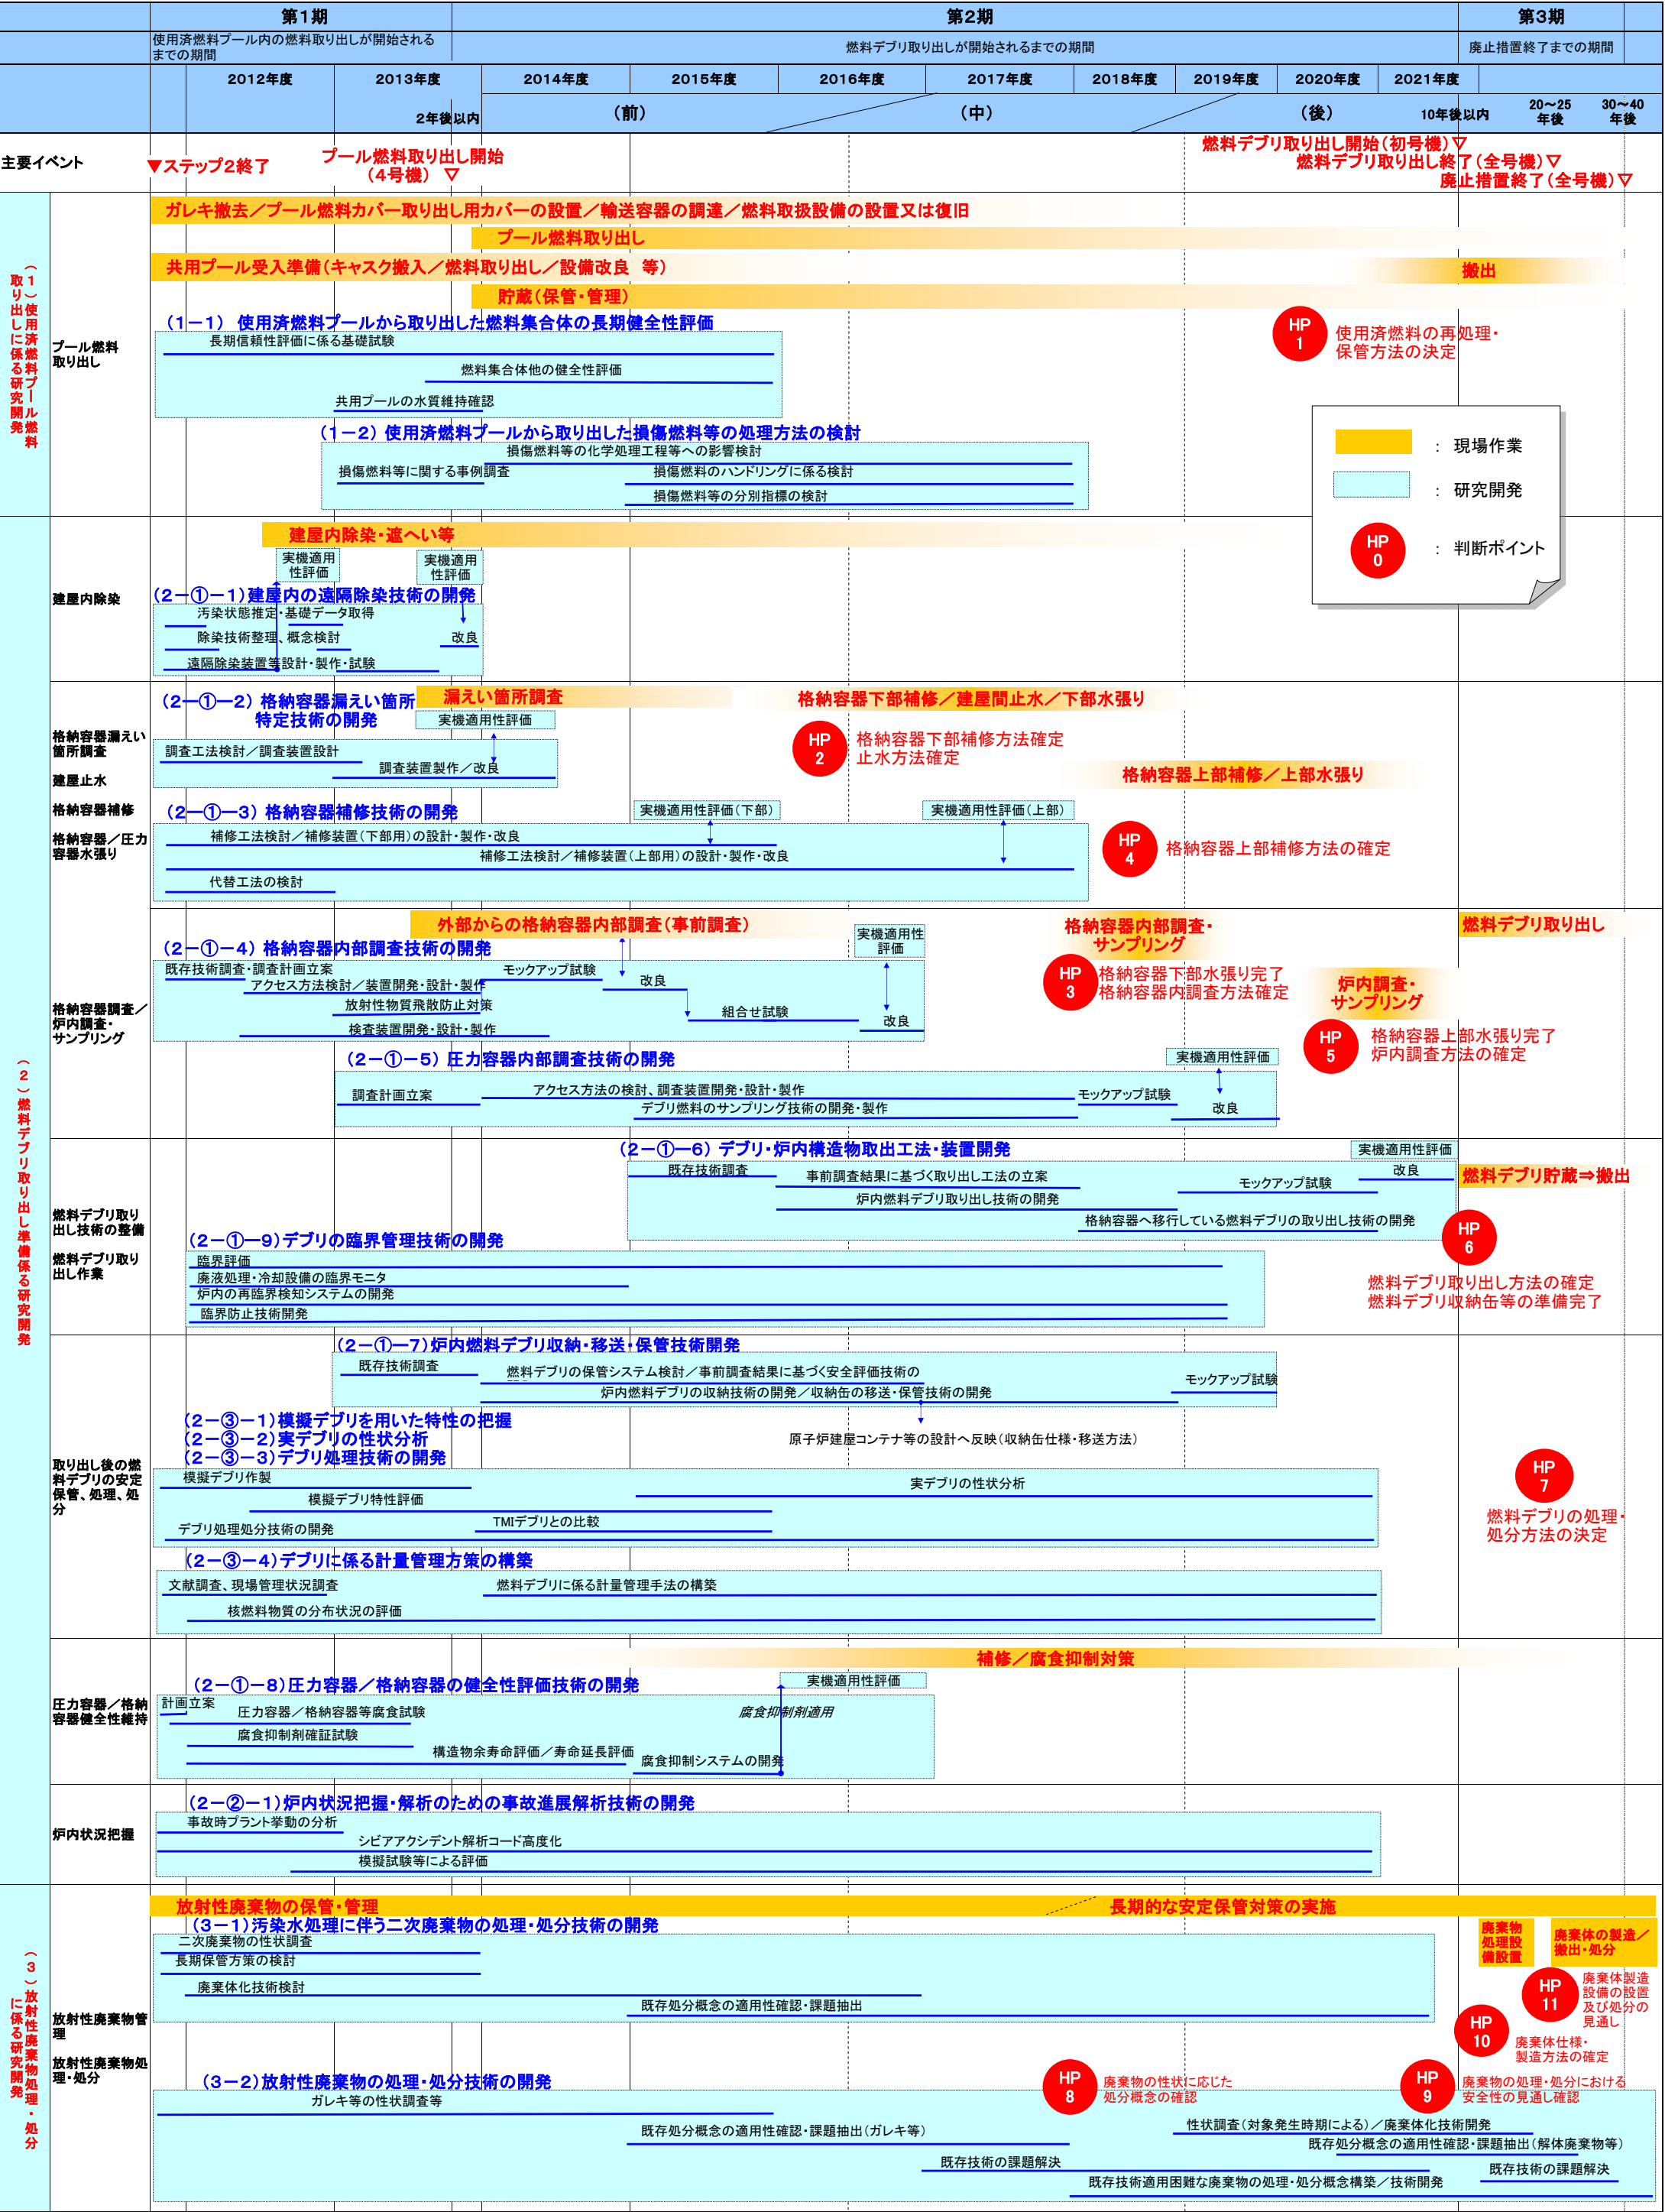 第１期
第２期
第３期
使用済燃料プール内の燃料取り出しが開始される
までの期間
燃料デブリ取り出しが開始されるまでの期間
廃止措置終了までの期間
2012年度
2013年度
2014年度
2015年度
2016年度
2017年度
2018年度
2019年度
2020年度
2021年度
2年後以内
（前）
（中）
（後）
10年後以内
20～25
年後
30～40
年後
主要イベント
▼ステップ2終了
プール燃料取り出し開始
（4号機） ▽
燃料デブリ取り出し開始（初号機）▽
燃料デブリ取り出し終了（全号機）▽
廃止措置終了（全号機）▽
（1）使用済燃料プール燃料
取り出しに係る研究開発
プール燃料
取り出し
ガレキ撤去／プール燃料カバー取り出し用カバーの設置／輸送容器の調達／燃料取扱設備の設置又は復旧
プール燃料取り出し
共用プール受入準備（キャスク搬入／燃料取り出し／設備改良 等）
搬出
貯蔵（保管・管理）
（1－1） 使用済燃料プールから取り出した燃料集合体の長期健全性評価
長期信頼性評価に係る基礎試験
燃料集合体他の健全性評価
共用プールの水質維持確認
HP
1
使用済燃料の再処理・
保管方法の決定
（1－2） 使用済燃料プールから取り出した損傷燃料等の処理方法の検討
損傷燃料等の化学処理工程等への影響検討
損傷燃料等に関する事例調査
損傷燃料のハンドリングに係る検討
損傷燃料等の分別指標の検討
： 現場作業
： 研究開発
HP
0
： 判断ポイント
（2）燃料デブリ取り出し準備係る研究開発
建屋内除染
建屋内除染・遮へい等
実機適用
性評価
実機適用
性評価
（2－①－1）建屋内の遠隔除染技術の開発
汚染状態推定・基礎データ取得
除染技術整理、概念検討
改良
遠隔除染装置等設計・製作・試験
格納容器漏えい
箇所調査
建屋止水
格納容器補修
格納容器／圧力
容器水張り
（2－①－2） 格納容器漏えい箇所
特定技術の開発
漏えい箇所調査
実機適用性評価
格納容器下部補修／建屋間止水／下部水張り
調査工法検討／調査装置設計
調査装置製作／改良
HP
2
格納容器下部補修方法確定
止水方法確定
格納容器上部補修／上部水張り
（2－①－3） 格納容器補修技術の開発
実機適用性評価（下部）
実機適用性評価（上部）
補修工法検討／補修装置（下部用）の設計・製作・改良
補修工法検討／補修装置（上部用）の設計・製作・改良
代替工法の検討
HP
4
格納容器上部補修方法の確定
格納容器調査／
炉内調査・
サンプリング
外部からの格納容器内部調査（事前調査）
（2－①－4） 格納容器内部調査技術の開発
実機適用性
評価
格納容器内部調査・
サンプリング
燃料デブリ取り出し
既存技術調査・調査計画立案
アクセス方法検討／装置開発・設計・製作
モックアップ試験
改良
放射性物質飛散防止対策
組合せ試験
改良
検査装置開発・設計・製作
HP
3
格納容器下部水張り完了
格納容器内調査方法確定
炉内調査・
サンプリング
HP
5
格納容器上部水張り完了
炉内調査方法の確定
（2－①－5） 圧力容器内部調査技術の開発
実機適用性評価
調査計画立案
アクセス方法の検討、調査装置開発・設計・製作
モックアップ試験
デブリ燃料のサンプリング技術の開発・製作
改良
燃料デブリ取り
出し技術の整備
燃料デブリ取り
出し作業
（2－①－6） デブリ・炉内構造物取出工法・装置開発
実機適用性評価
既存技術調査
事前調査結果に基づく取り出し工法の立案
モックアップ試験
改良
炉内燃料デブリ取り出し技術の開発
格納容器へ移行している燃料デブリの取り出し技術の開発
燃料デブリ貯蔵⇒搬出
HP
6
燃料デブリ取り出し方法の確定
燃料デブリ収納缶等の準備完了
（2－①－9）デブリの臨界管理技術の開発
臨界評価
廃液処理・冷却設備の臨界モニタ
炉内の再臨界検知システムの開発
臨界防止技術開発
取り出し後の燃
料デブリの安定
保管、処理、処
分
（2－①－7）炉内燃料デブリ収納・移送・保管技術開発
既存技術調査
燃料デブリの保管システム検討／事前調査結果に基づく安全評価技術の
炉内燃料デブリの収納技術の開発／収納缶の移送・保管技術の開発
モックアップ試験
原子炉建屋コンテナ等の設計へ反映（収納缶仕様・移送方法）
（2－③－1）模擬デブリを用いた特性の把握
（2－③－2）実デブリの性状分析
（2－③－3）デブリ処理技術の開発
模擬デブリ作製
実デブリの性状分析
模擬デブリ特性評価
TMIデブリとの比較
デブリ処理処分技術の開発
HP
7
燃料デブリの処理・
処分方法の決定
（2－③－4）デブリに係る計量管理方策の構築
文献調査、現場管理状況調査
燃料デブリに係る計量管理手法の構築
核燃料物質の分布状況の評価
圧力容器／格納
容器健全性維持
補修／腐食抑制対策
（2－①－8）圧力容器／格納容器の健全性評価技術の開発
実機適用性評価
計画立案
圧力容器／格納容器等腐食試験
腐食抑制剤適用
腐食抑制剤確証試験
構造物余寿命評価／寿命延長評価
腐食抑制システムの開発
炉内状況把握
（2－②－1）炉内状況把握・解析のための事故進展解析技術の開発
事故時プラント挙動の分析
シビアアクシデント解析コード高度化
模擬試験等による評価
（3）放射性廃棄物処理・処分
に係る研究開発
放射性廃棄物管
理
放射性廃棄物処
理・処分
放射性廃棄物の保管・管理
長期的な安定保管対策の実施
（3－1）汚染水処理に伴う二次廃棄物の処理・処分技術の開発
二次廃棄物の性状調査
長期保管方策の検討
廃棄体化技術検討
既存処分概念の適用性確認・課題抽出
廃棄物
処理設
備設置
廃棄体の製造／
搬出・処分
HP
11
廃棄体製造
設備の設置
及び処分の
見通し
HP
10
廃棄体仕様・
製造方法の確定
（3－2）放射性廃棄物の処理・処分技術の開発
HP
8
廃棄物の性状に応じた
処分概念の確認
HP
9
廃棄物の処理・処分における
安全性の見通し確認
ガレキ等の性状調査等
既存処分概念の適用性確認・課題抽出（ガレキ等）
性状調査（対象発生時期による）／廃棄体化技術開発
既存処分概念の適用性確認・課題抽出（解体廃棄物等）
既存技術の課題解決
既存技術の課題解決
既存技術適用困難な廃棄物の処理・処分概念構築／技術開発